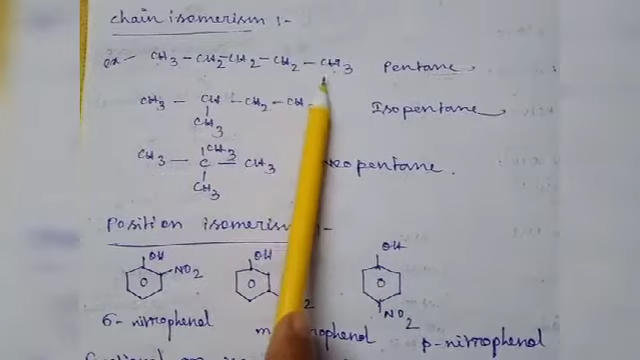 chain isomerism :-
ex- CH3 - CH2-CH2 - CH2 - CH3 Pentane
CH3 - CH - CH2 - CH Isopentane
CH3
CH3
CH3 - C - CH3 neopentane.
CH3
Position isomerism :-
OH OH OH
NO2
NO2
o-nitrophenol m- phenol p-nitrophenol